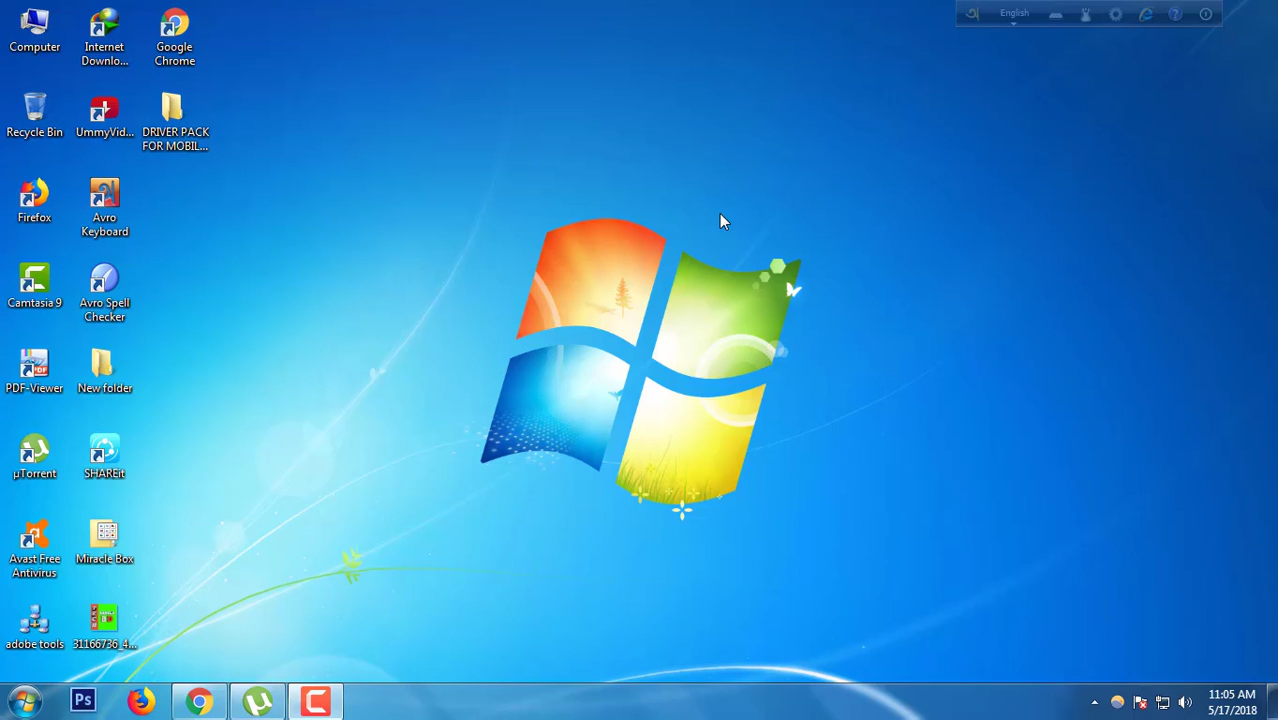 Computer
Internet
Downlo...
Google
Chrome
Recycle Bin
UmmyVid...
DRIVER PACK
FOR MOBIL...
Firefox
Avro
Keyboard
Camtasia 9
Avro Spell
Checker
PDF-Viewer
New folder
µTorrent
SHAREit
Avast Free
Antivirus
Miracle Box
adobe tools
31166736_4...
English
Ps
11:05 AM
5/17/2018